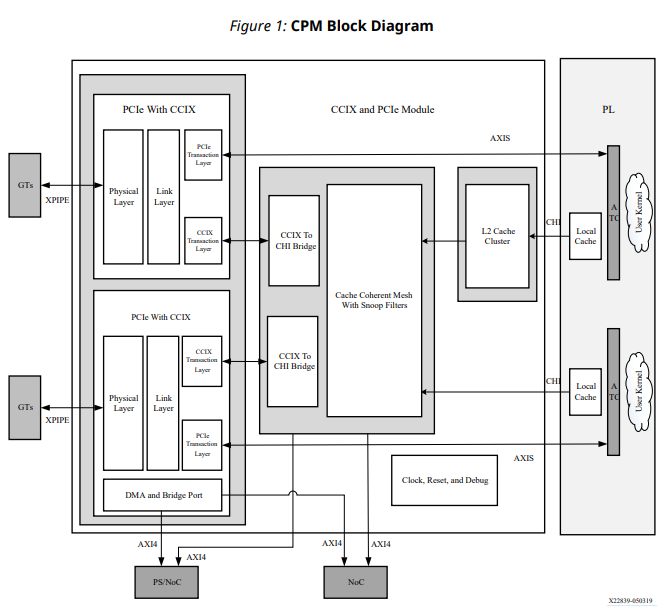 Figure 1: CPM Block Diagram
PCIe With CCIX
CCIX and PCIe Module
PL
GTs
XPIPE
Physical
Layer
Link
Layer
PCIe
Transaction
Layer
CCIX
Transaction
Layer
AXIS
CCIX To
CHI Bridge
Cache Coherent Mesh
With Snoop Filters
L2 Cache
Cluster
CHI
Local
Cache
A
TC
User Kernel
PCIe With CCIX
GTs
XPIPE
Physical
Layer
Link
Layer
CCIX
Transaction
Layer
PCIe
Transaction
Layer
CCIX To
CHI Bridge
CHI
Local
Cache
A
TC
User Kernel
AXIS
DMA and Bridge Port
Clock, Reset, and Debug
AXI4
AXI4
AXI4
AXI4
PS/NoC
NoC
X22839-050319